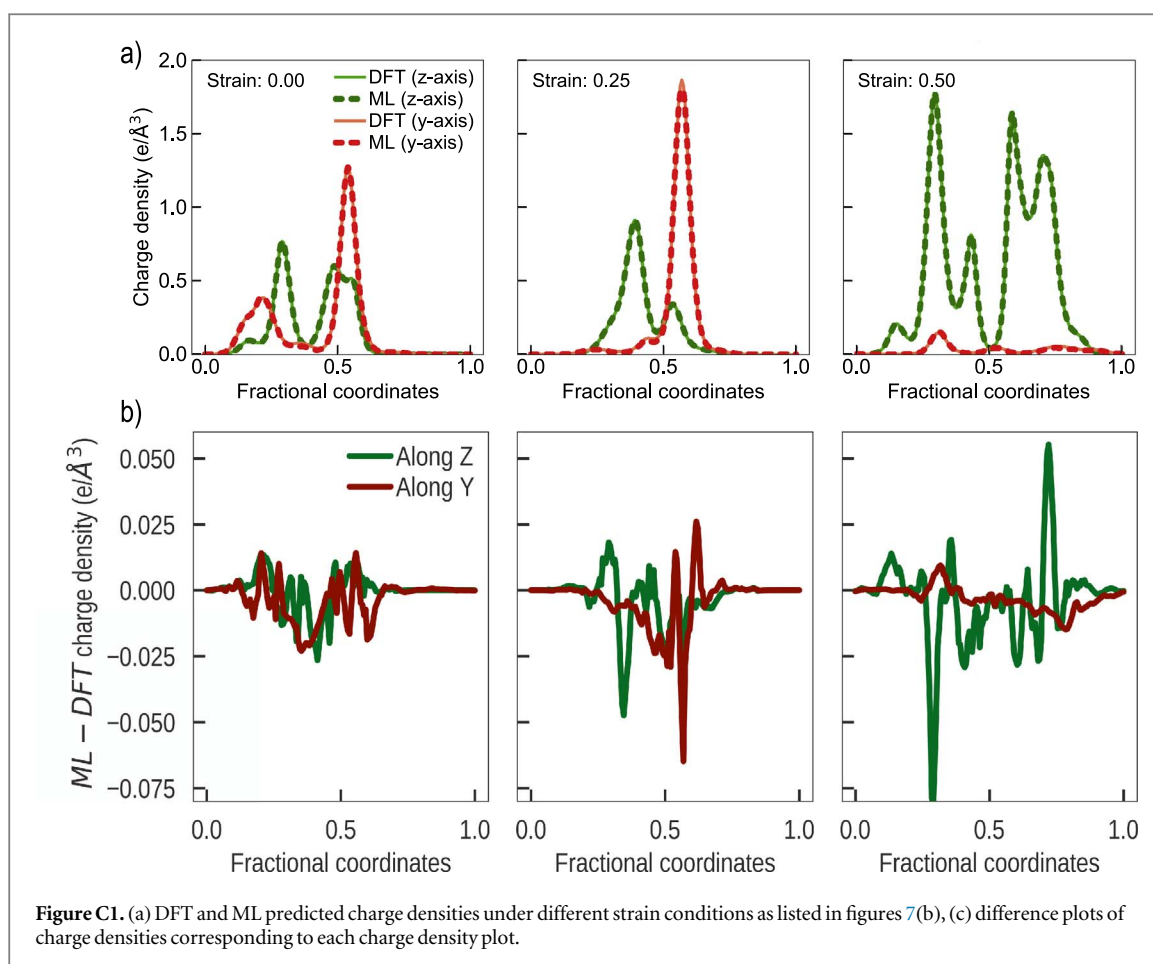 a)
2.0
1.5
1.0
0.5
0.0
Charge density (e/Å³)
Strain: 0.00
DFT (z-axis)
ML (z-axis)
DFT (y-axis)
ML (y-axis)
Strain: 0.25
Strain: 0.50
0.0 0.5 1.0
0.0 0.5 1.0
0.0 0.5 1.0
Fractional coordinates
Fractional coordinates
Fractional coordinates
b)
0.050
0.025
0.000
−0.025
−0.050
−0.075
ML − DFT charge density (e/Å³)
Along Z
Along Y
0.0 0.5 1.0
0.0 0.5 1.0
0.0 0.5 1.0
Fractional coordinates
Fractional coordinates
Fractional coordinates
Figure C1. (a) DFT and ML predicted charge densities under different strain conditions as listed in figures 7(b), (c) difference plots of
charge densities corresponding to each charge density plot.